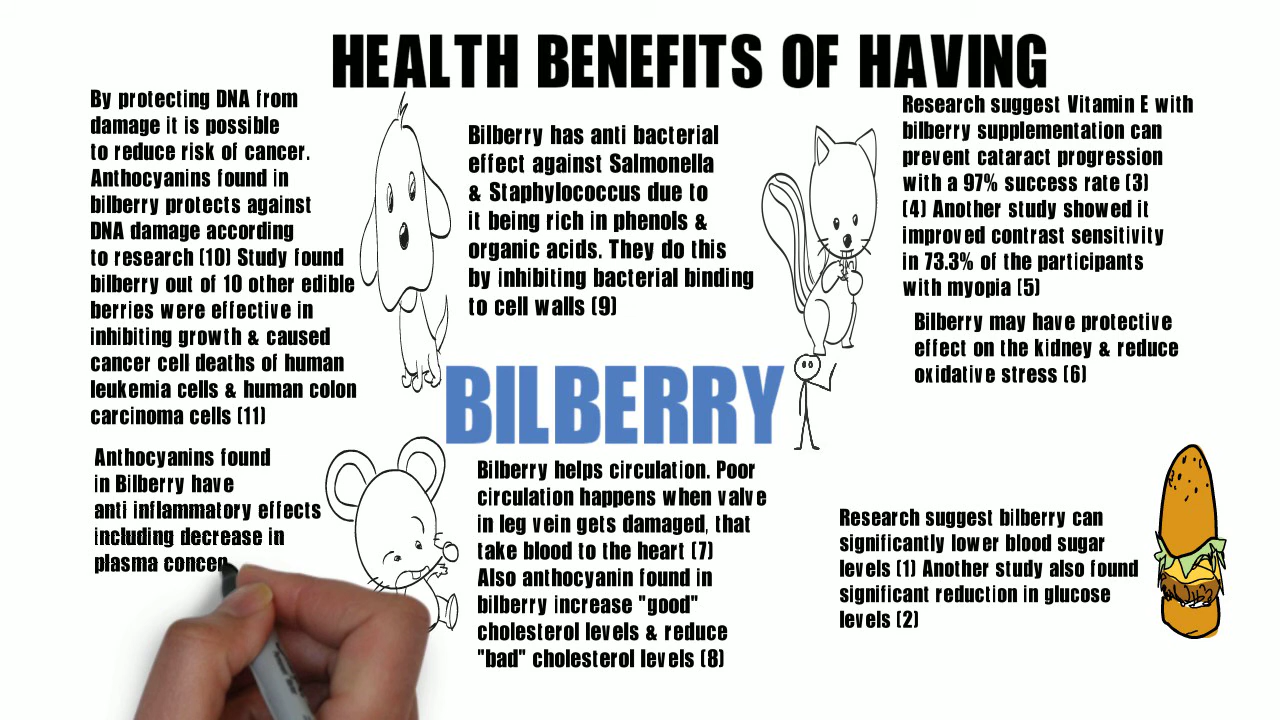 HEALTH BENEFITS OF HAVING
BILBERRY
By protecting DNA from
damage it is possible
to reduce risk of cancer.
Anthocyanins found in
bilberry protects against
DNA damage according
to research (10) Study found
bilberry out of 10 other edible
berries were effective in
inhibiting growth & caused
cancer cell deaths of human
leukemia cells & human colon
carcinoma cells (11)
Bilberry has anti bacterial
effect against Salmonella
& Staphylococcus due to
it being rich in phenols &
organic acids. They do this
by inhibiting bacterial binding
to cell walls (9)
Research suggest Vitamin E with
bilberry supplementation can
prevent cataract progression
with a 97% success rate (3)
(4) Another study showed it
improved contrast sensitivity
in 73.3% of the participants
with myopia (5)
Bilberry may have protective
effect on the kidney & reduce
oxidative stress (6)
Anthocyanins found
in Bilberry have
anti inflammatory effects
including decrease in
plasma concen
Bilberry helps circulation. Poor
circulation happens when valve
in leg vein gets damaged, that
take blood to the heart (7)
Also anthocyanin found in
bilberry increase "good"
cholesterol levels & reduce
"bad" cholesterol levels (8)
Research suggest bilberry can
significantly lower blood sugar
levels (1) Another study also found
significant reduction in glucose
levels (2)